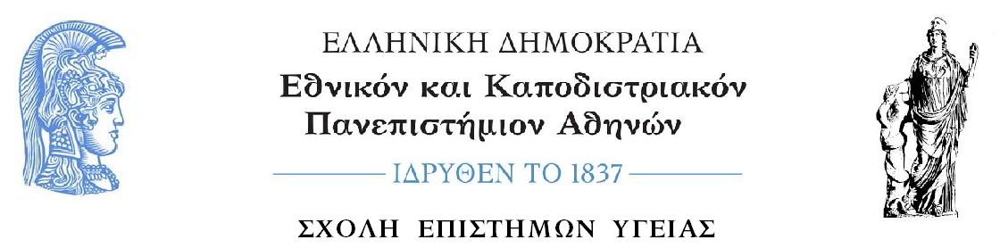 ΕΛΛΗΝΙΚΗ ΔΗΜΟΚΡΑΤΙΑ
Εθνικόν και Καποδιστριακόν
Πανεπιστήμιον Αθηνών
ΙΔΡΥΘΕΝ ΤΟ 1837
ΣΧΟΛΗ ΕΠΙΣΤΗΜΩΝ ΥΓΕΙΑΣ